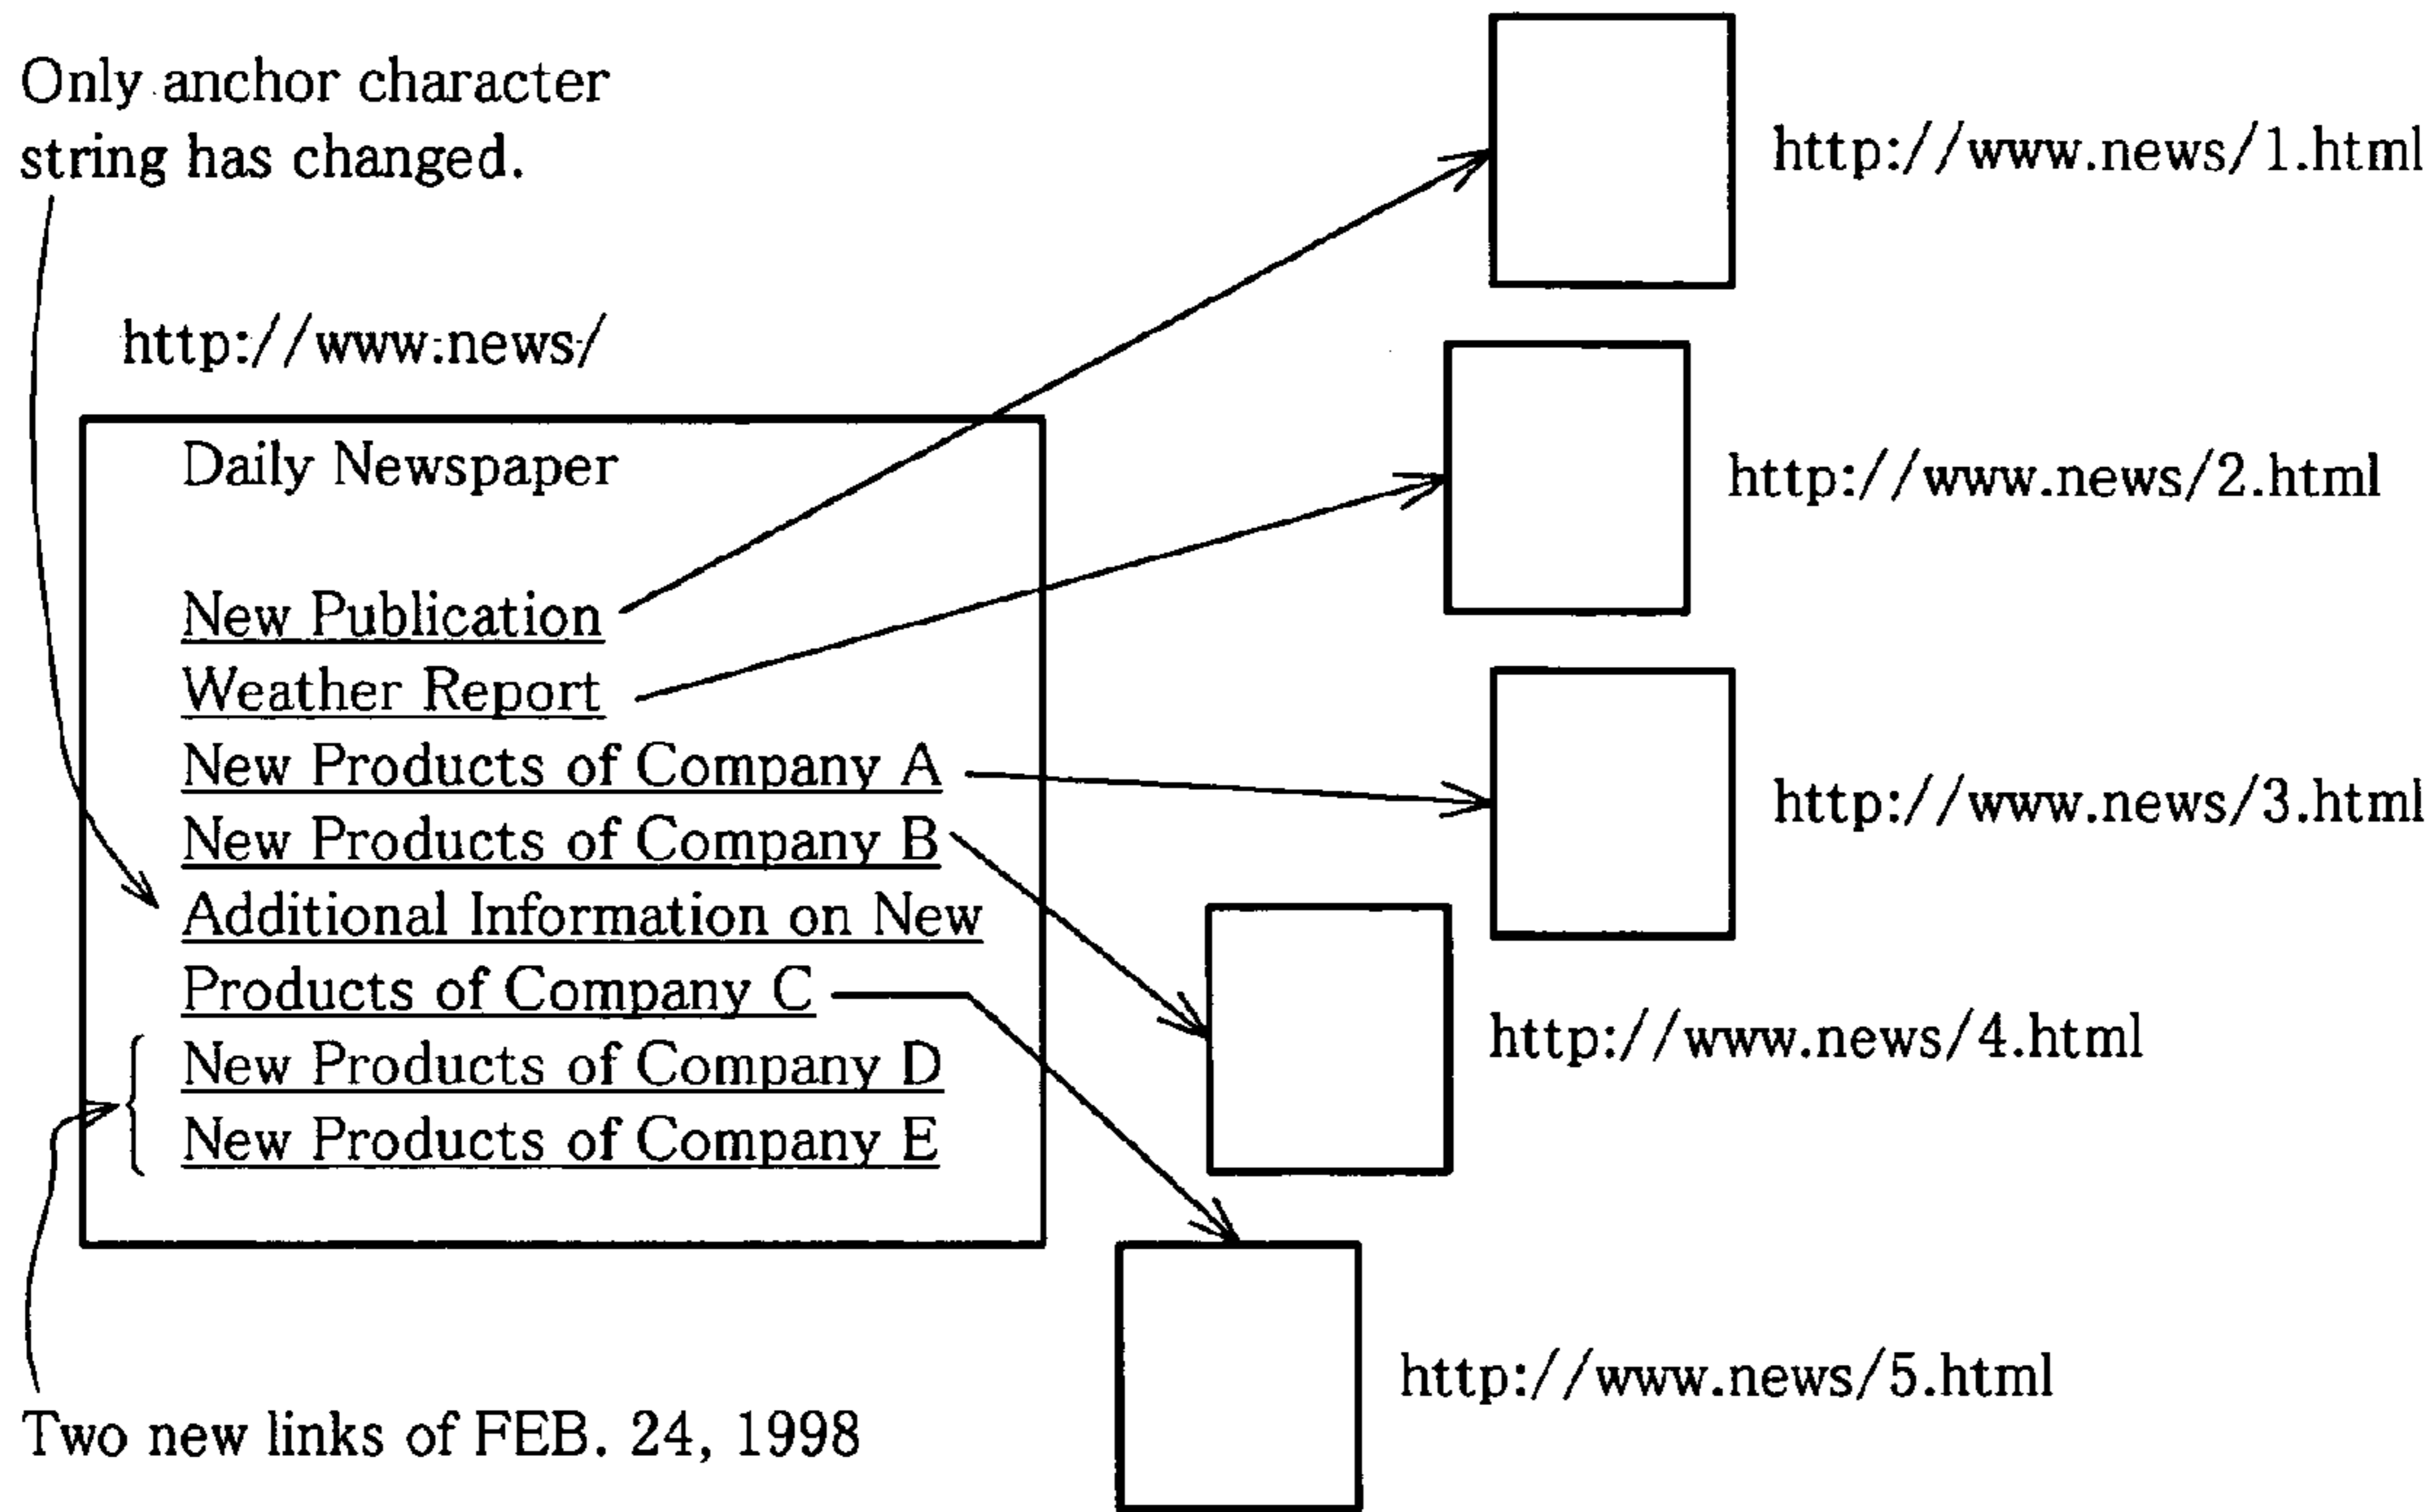 Only anchor character
string has changed.
http://www.news/
Daily Newspaper
New Publication
Weather Report
New Products of Company A
New Products of Company B
Additional Information on New
Products of Company C
New Products of Company D
New Products of Company E
Two new links of FEB. 24, 1998
http://www.news/1.html
http://www.news/2.html
http://www.news/3.html
http://www.news/4.html
http://www.news/5.html